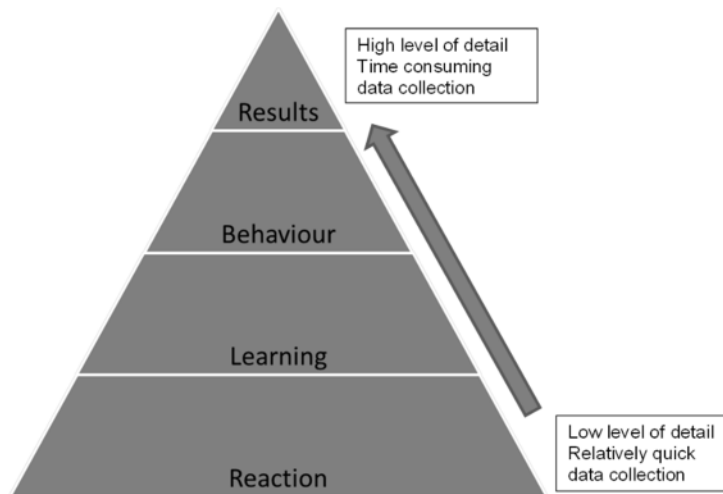 High level of detail
Time consuming
data collection
Results
Behaviour
Learning
Reaction
Low level of detail
Relatively quick
data collection